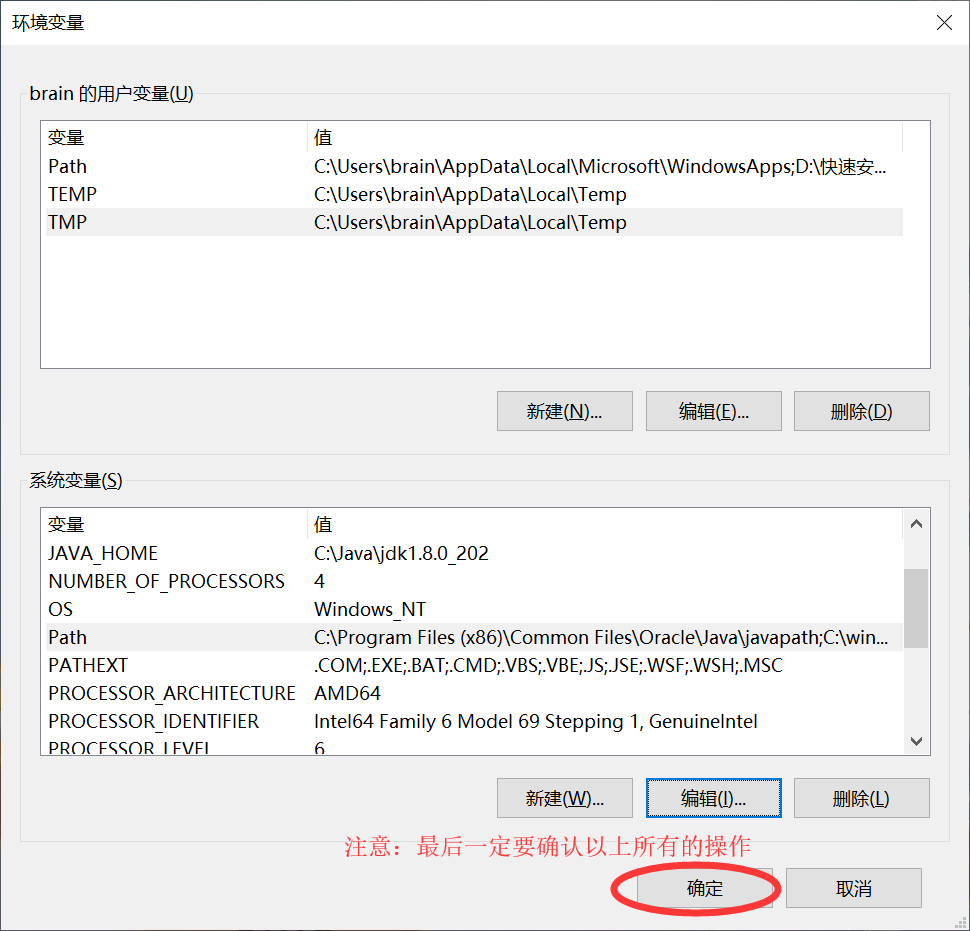 环境变量
brain 的用户变量(U)
变量 值
Path C:\Users\brain\AppData\Local\Microsoft\WindowsApps;D:\快速安...
TEMP C:\Users\brain\AppData\Local\Temp
TMP C:\Users\brain\AppData\Local\Temp
新建(N)... 编辑(E)... 删除(D)
系统变量(S)
变量 值
JAVA_HOME C:\Java\jdk1.8.0_202
NUMBER_OF_PROCESSORS 4
OS Windows_NT
Path C:\Program Files (x86)\Common Files\Oracle\Java\javapath;C:\win...
PATHEXT .COM;.EXE;.BAT;.CMD;.VBS;.VBE;.JS;.JSE;.WSF;.WSH;.MSC
PROCESSOR_ARCHITECTURE AMD64
PROCESSOR_IDENTIFIER Intel64 Family 6 Model 69 Stepping 1, GenuineIntel
PROCESSOR_LEVEL 6
新建(W)... 编辑(I)... 删除(L)
注意：最后一定要确认以上所有的操作
确定 取消